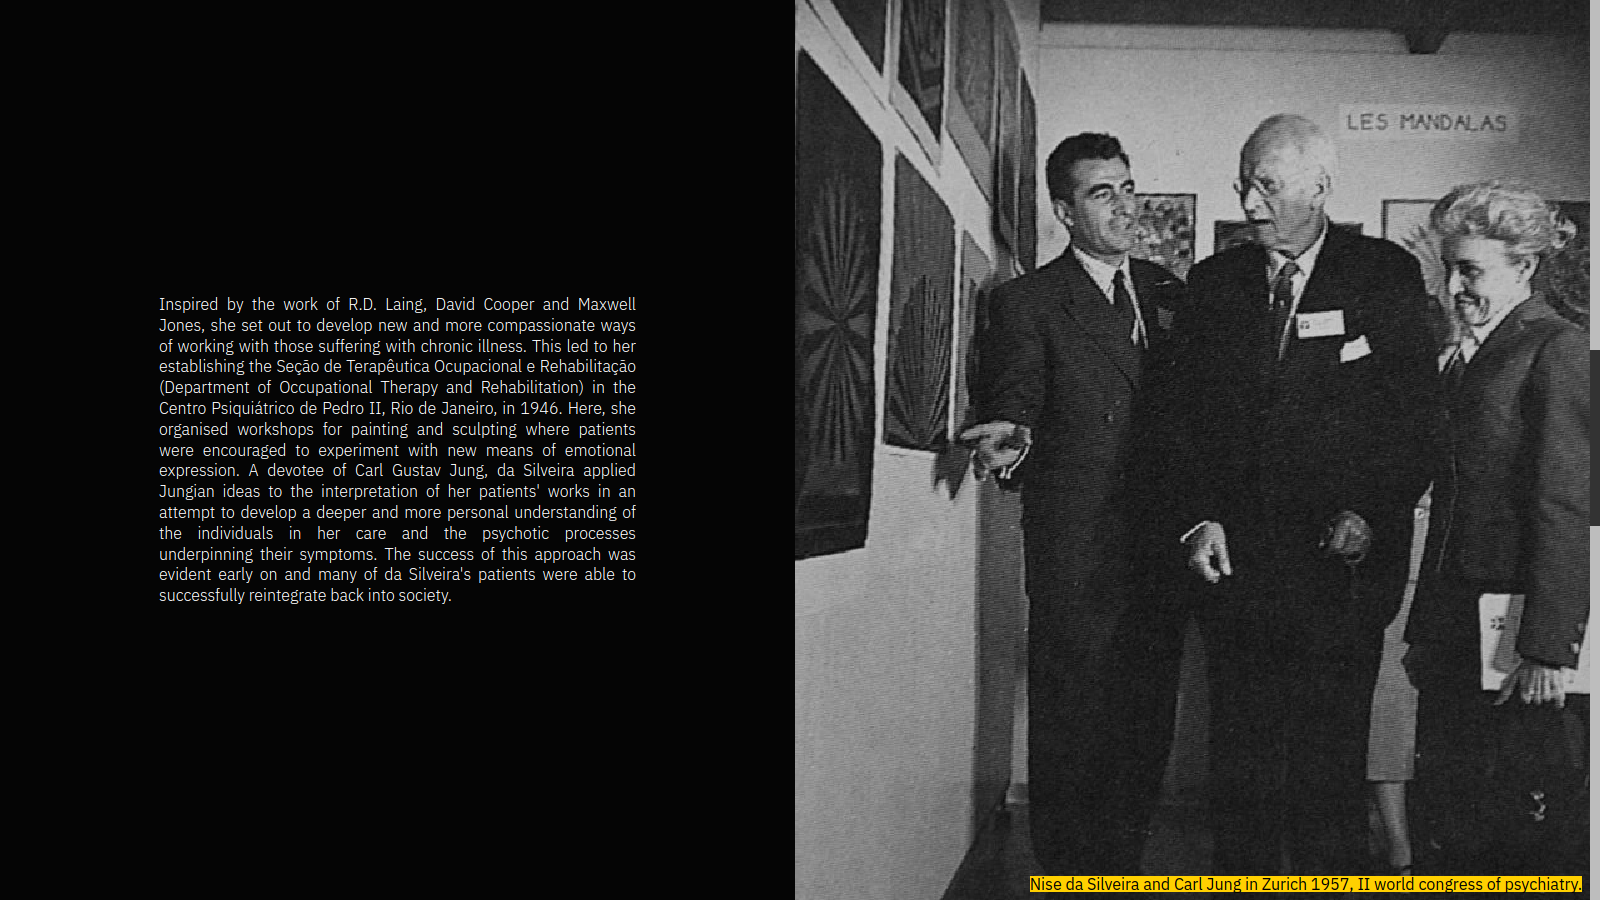 Inspired by the work of R.D. Laing, David Cooper and Maxwell
Jones, she set out to develop new and more compassionate ways
of working with those suffering with chronic illness. This led to her
establishing the Seção de Terapêutica Ocupacional e Rehabilitação
(Department of Occupational Therapy and Rehabilitation) in the
Centro Psiquiátrico de Pedro II, Rio de Janeiro, in 1946. Here, she
organised workshops for painting and sculpting where patients
were encouraged to experiment with new means of emotional
expression. A devotee of Carl Gustav Jung, da Silveira applied
Jungian ideas to the interpretation of her patients' works in an
attempt to develop a deeper and more personal understanding of
the individuals in her care and the psychotic processes
underpinning their symptoms. The success of this approach was
evident early on and many of da Silveira's patients were able to
successfully reintegrate back into society.
LES MANDALAS
Nise da Silveira and Carl Jung in Zurich 1957, II world congress of psychiatry.